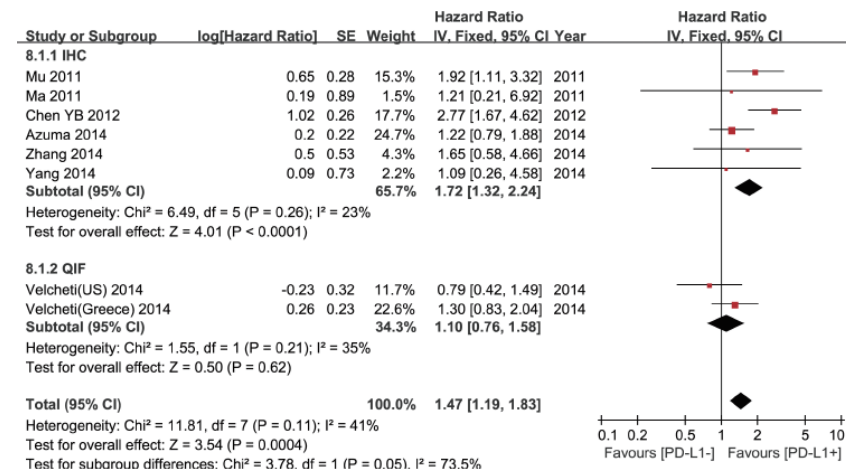 Hazard Ratio Hazard Ratio
Study or Subgroup log[Hazard Ratio] SE Weight IV, Fixed, 95% CI Year IV, Fixed, 95% CI
8.1.1 IHC
Mu 2011 0.65 0.28 15.3% 1.92 [1.11, 3.32] 2011
Ma 2011 0.19 0.89 1.5% 1.21 [0.21, 6.92] 2011
Chen YB 2012 1.02 0.26 17.7% 2.77 [1.67, 4.62] 2012
Azuma 2014 0.2 0.22 24.7% 1.22 [0.79, 1.88] 2014
Zhang 2014 0.5 0.53 4.3% 1.65 [0.58, 4.66] 2014
Yang 2014 0.09 0.73 2.2% 1.09 [0.26, 4.58] 2014
Subtotal (95% CI) 65.7% 1.72 [1.32, 2.24]
Heterogeneity: Chi² = 6.49, df = 5 (P = 0.26); I² = 23%
Test for overall effect: Z = 4.01 (P < 0.0001)
8.1.2 QIF
Velcheti(US) 2014 -0.23 0.32 11.7% 0.79 [0.42, 1.49] 2014
Velcheti(Greece) 2014 0.26 0.23 22.6% 1.30 [0.83, 2.04] 2014
Subtotal (95% CI) 34.3% 1.10 [0.76, 1.58]
Heterogeneity: Chi² = 1.55, df = 1 (P = 0.21); I² = 35%
Test for overall effect: Z = 0.50 (P = 0.62)
Total (95% CI) 100.0% 1.47 [1.19, 1.83]
Heterogeneity: Chi² = 11.81, df = 7 (P = 0.11); I² = 41%
Test for overall effect: Z = 3.54 (P = 0.0004)
Test for subgroup differences: Chi² = 3.78, df = 1 (P = 0.05), I² = 73.5%
0.1 0.2 0.5 1 2 5 10
Favours [PD-L1-] Favours [PD-L1+]